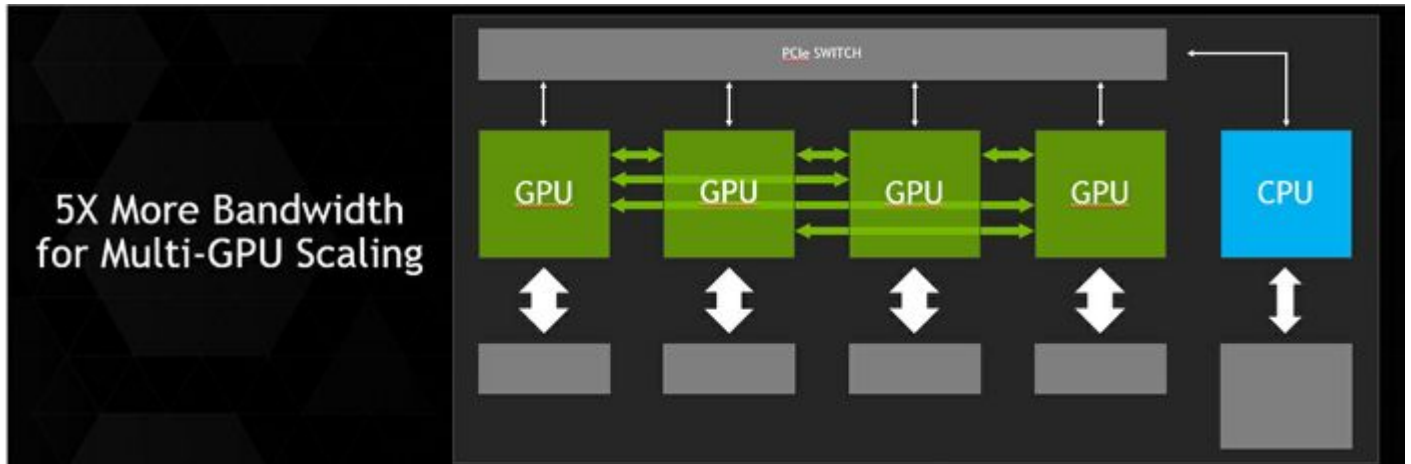 5X More Bandwidth
for Multi-GPU Scaling
PCIe SWITCH
GPU
GPU
GPU
GPU
CPU